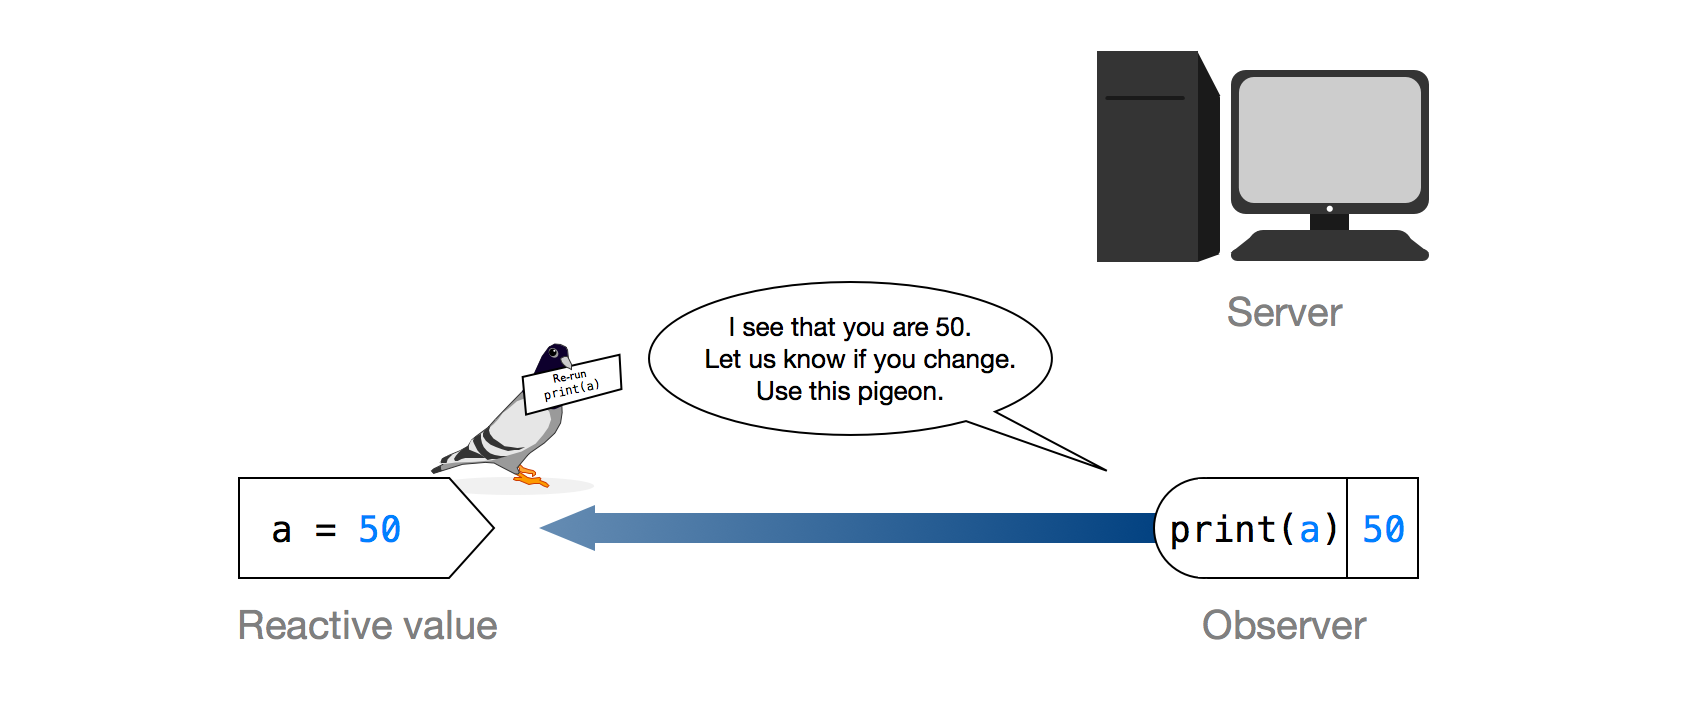 Server
I see that you are 50.
Let us know if you change.
Use this pigeon.
Re-run
print(a)
a = 50
print(a) 50
Reactive value
Observer